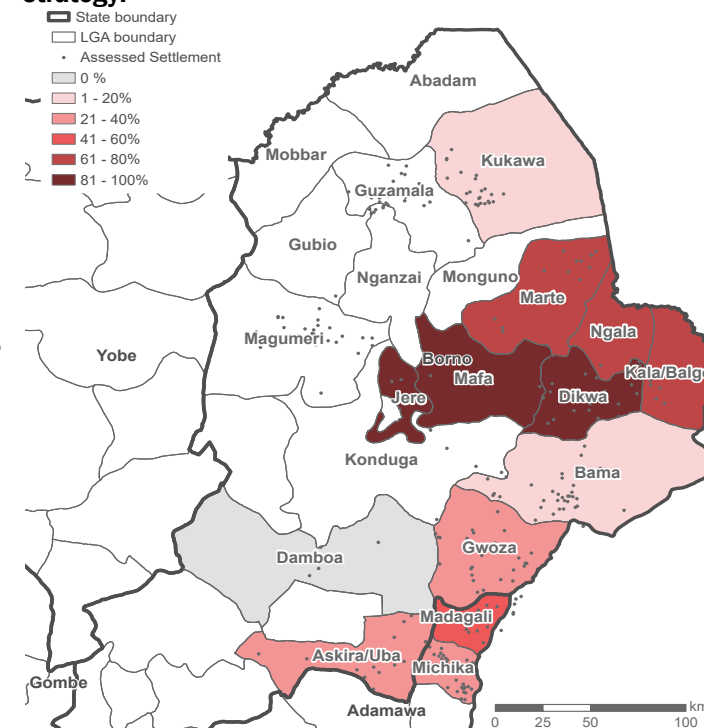 strategy.
State boundary
LGA boundary
Assessed Settlement
0 %
1 - 20%
21 - 40%
41 - 60%
61 - 80%
81 - 100%
Abadam
Mobbar
Kukawa
Guzamala
Gubio
Nganzai
Monguno
Marte
Magumeri
Ngala
Yobe
Borno
Mafa
Kala/Balge
Jere
Dikwa
Konduga
Bama
Damboa
Gwoza
Madagali
Askira/Uba
Michika
Gombe
Adamawa
km
0 25 50 100